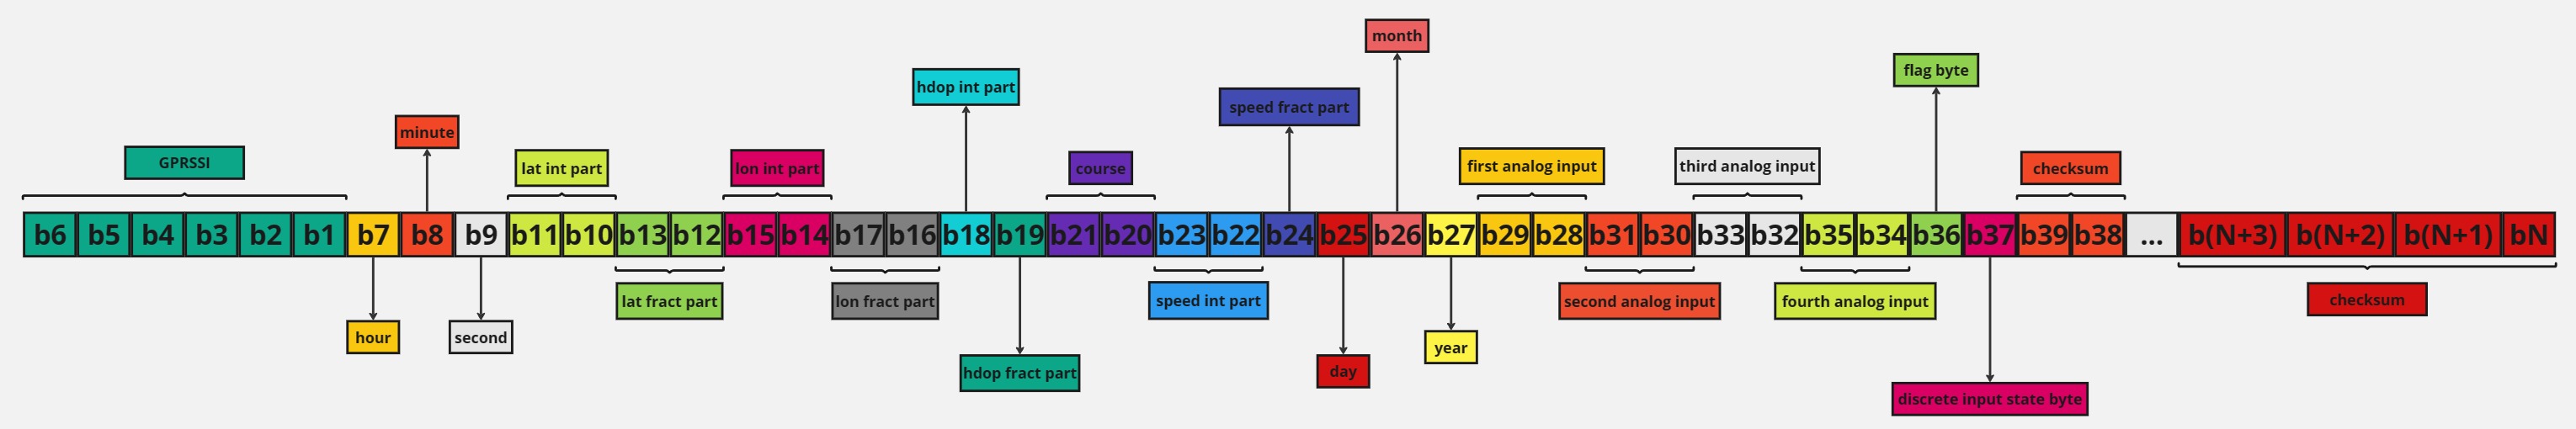 month
flag byte
hdop int part
speed fract part
minute
GPRSSI
lat int part
lon int part
course
first analog input
third analog input
checksum
b6 b5 b4 b3 b2 b1 b7 b8 b9 b11 b10 b13 b12 b15 b14 b17 b16 b18 b19 b21 b20 b23 b22 b24 b25 b26 b27 b29 b28 b31 b30 b33 b32 b35 b34 b36 b37 b39 b38 ... b(N+3) b(N+2) b(N+1) bN
lat fract part
lon fract part
speed int part
second analog input
fourth analog input
checksum
hour
second
year
hdop fract part
day
discrete input state byte